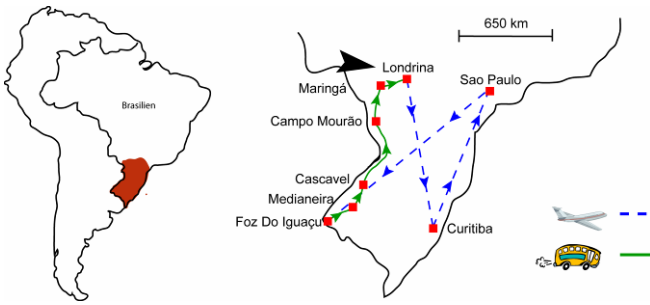 Brasilien
650 km
Londrina
Sao Paulo
Maringá
Campo Mourão
Cascavel
Medianeira
Foz Do Iguaçu
Curitiba